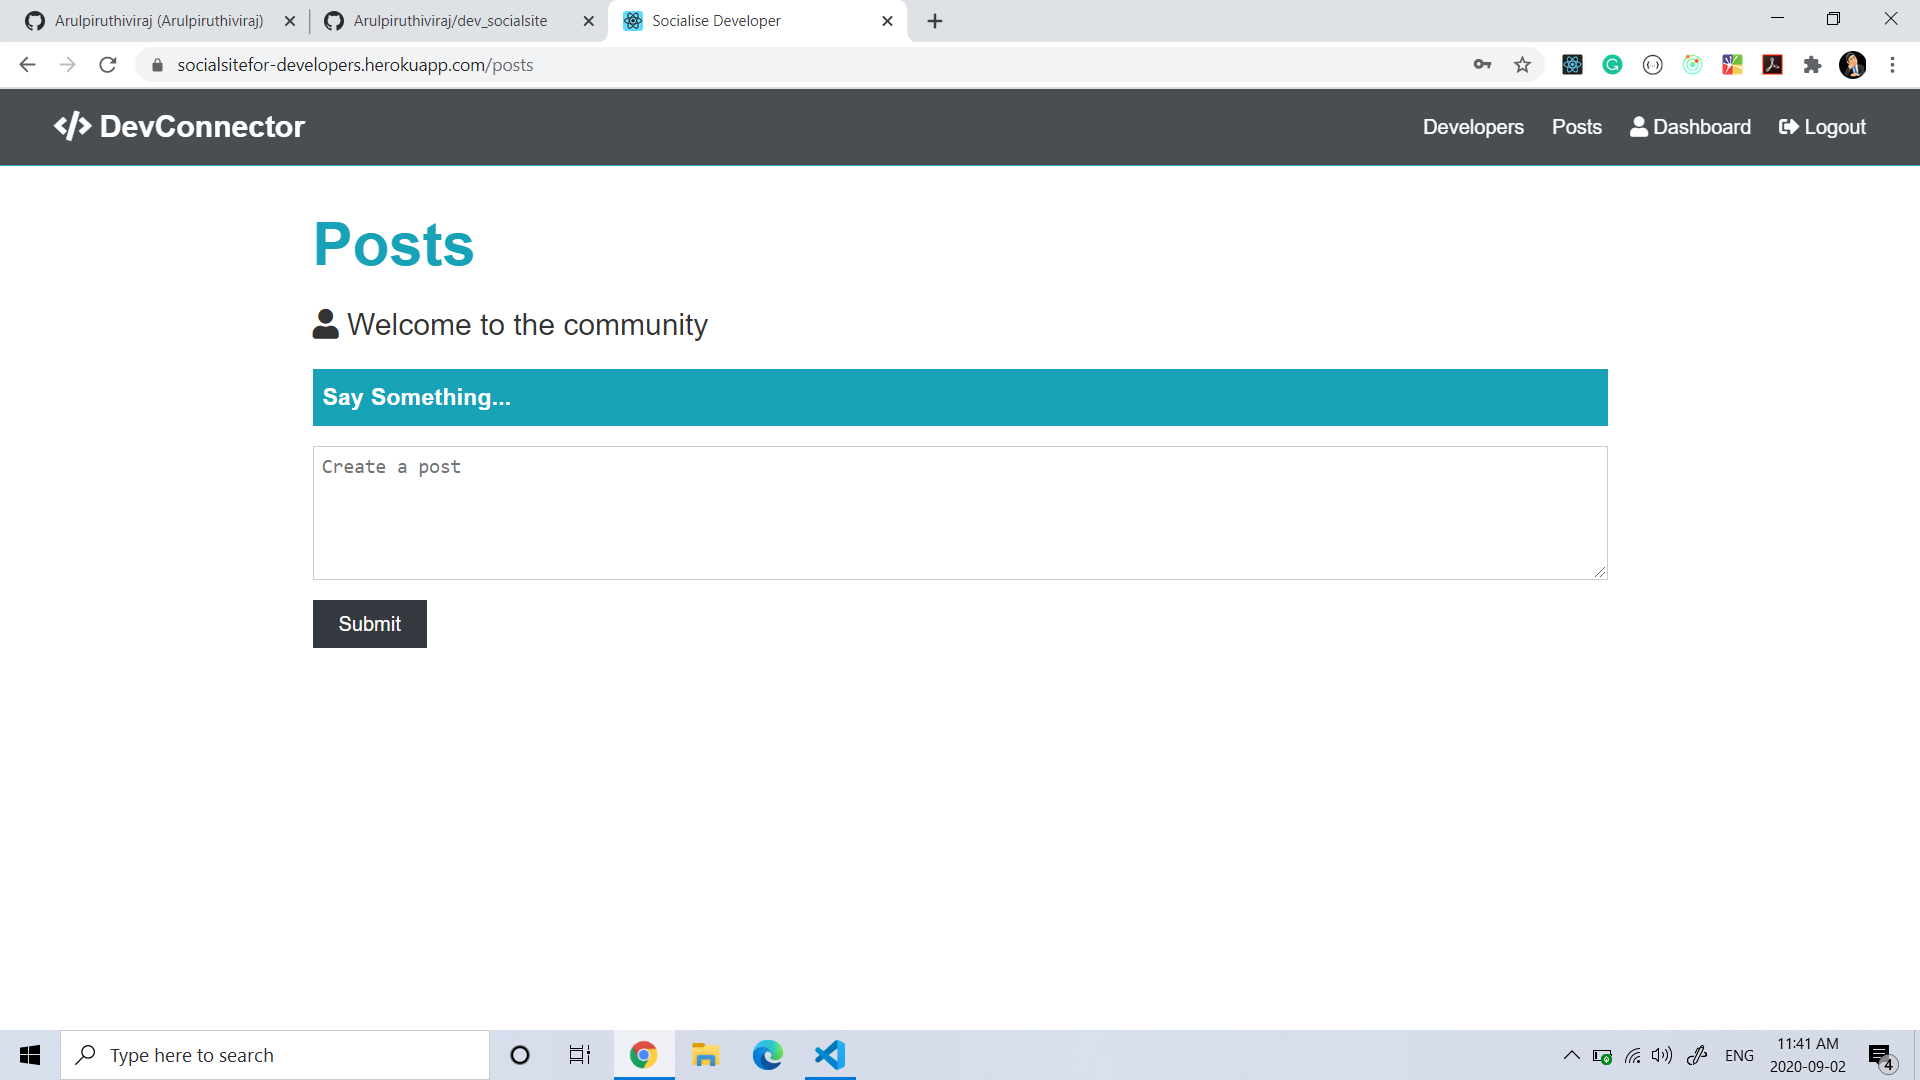 Arulpiruthiviraj (Arulpiruthiviraj)
Arulpiruthiviraj/dev_socialsite
Socialise Developer
socialsitefor-developers.herokuapp.com/posts
</> DevConnector
Developers
Posts
Dashboard
Logout
Posts
Welcome to the community
Say Something...
Create a post
Submit
Type here to search
ENG
11:41 AM
2020-09-02
4